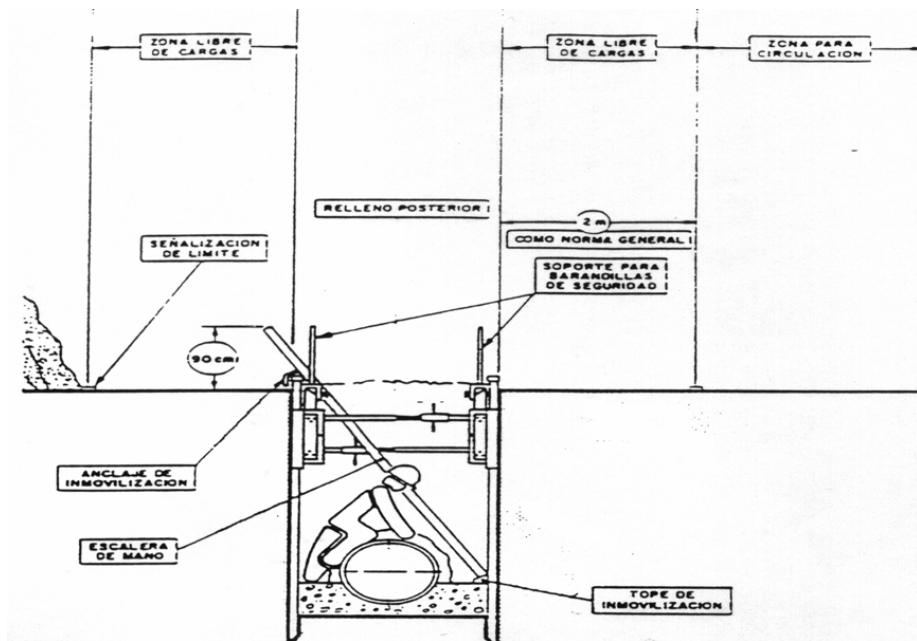 ZONA LIBRE
DE CARGAS
ZONA LIBRE
DE CARGAS
ZONA PARA
CIRCULACION
RELLENO POSTERIOR
2 m
COMO NORMA GENERAL
SEÑALIZACION
DE LIMITE
SOPORTE PARA
BARANDILLAS
DE SEGURIDAD
90 cm
ANCLAJE DE
INMOVILIZACION
ESCALERA
DE MANO
TOPE DE
INMOVILIZACION